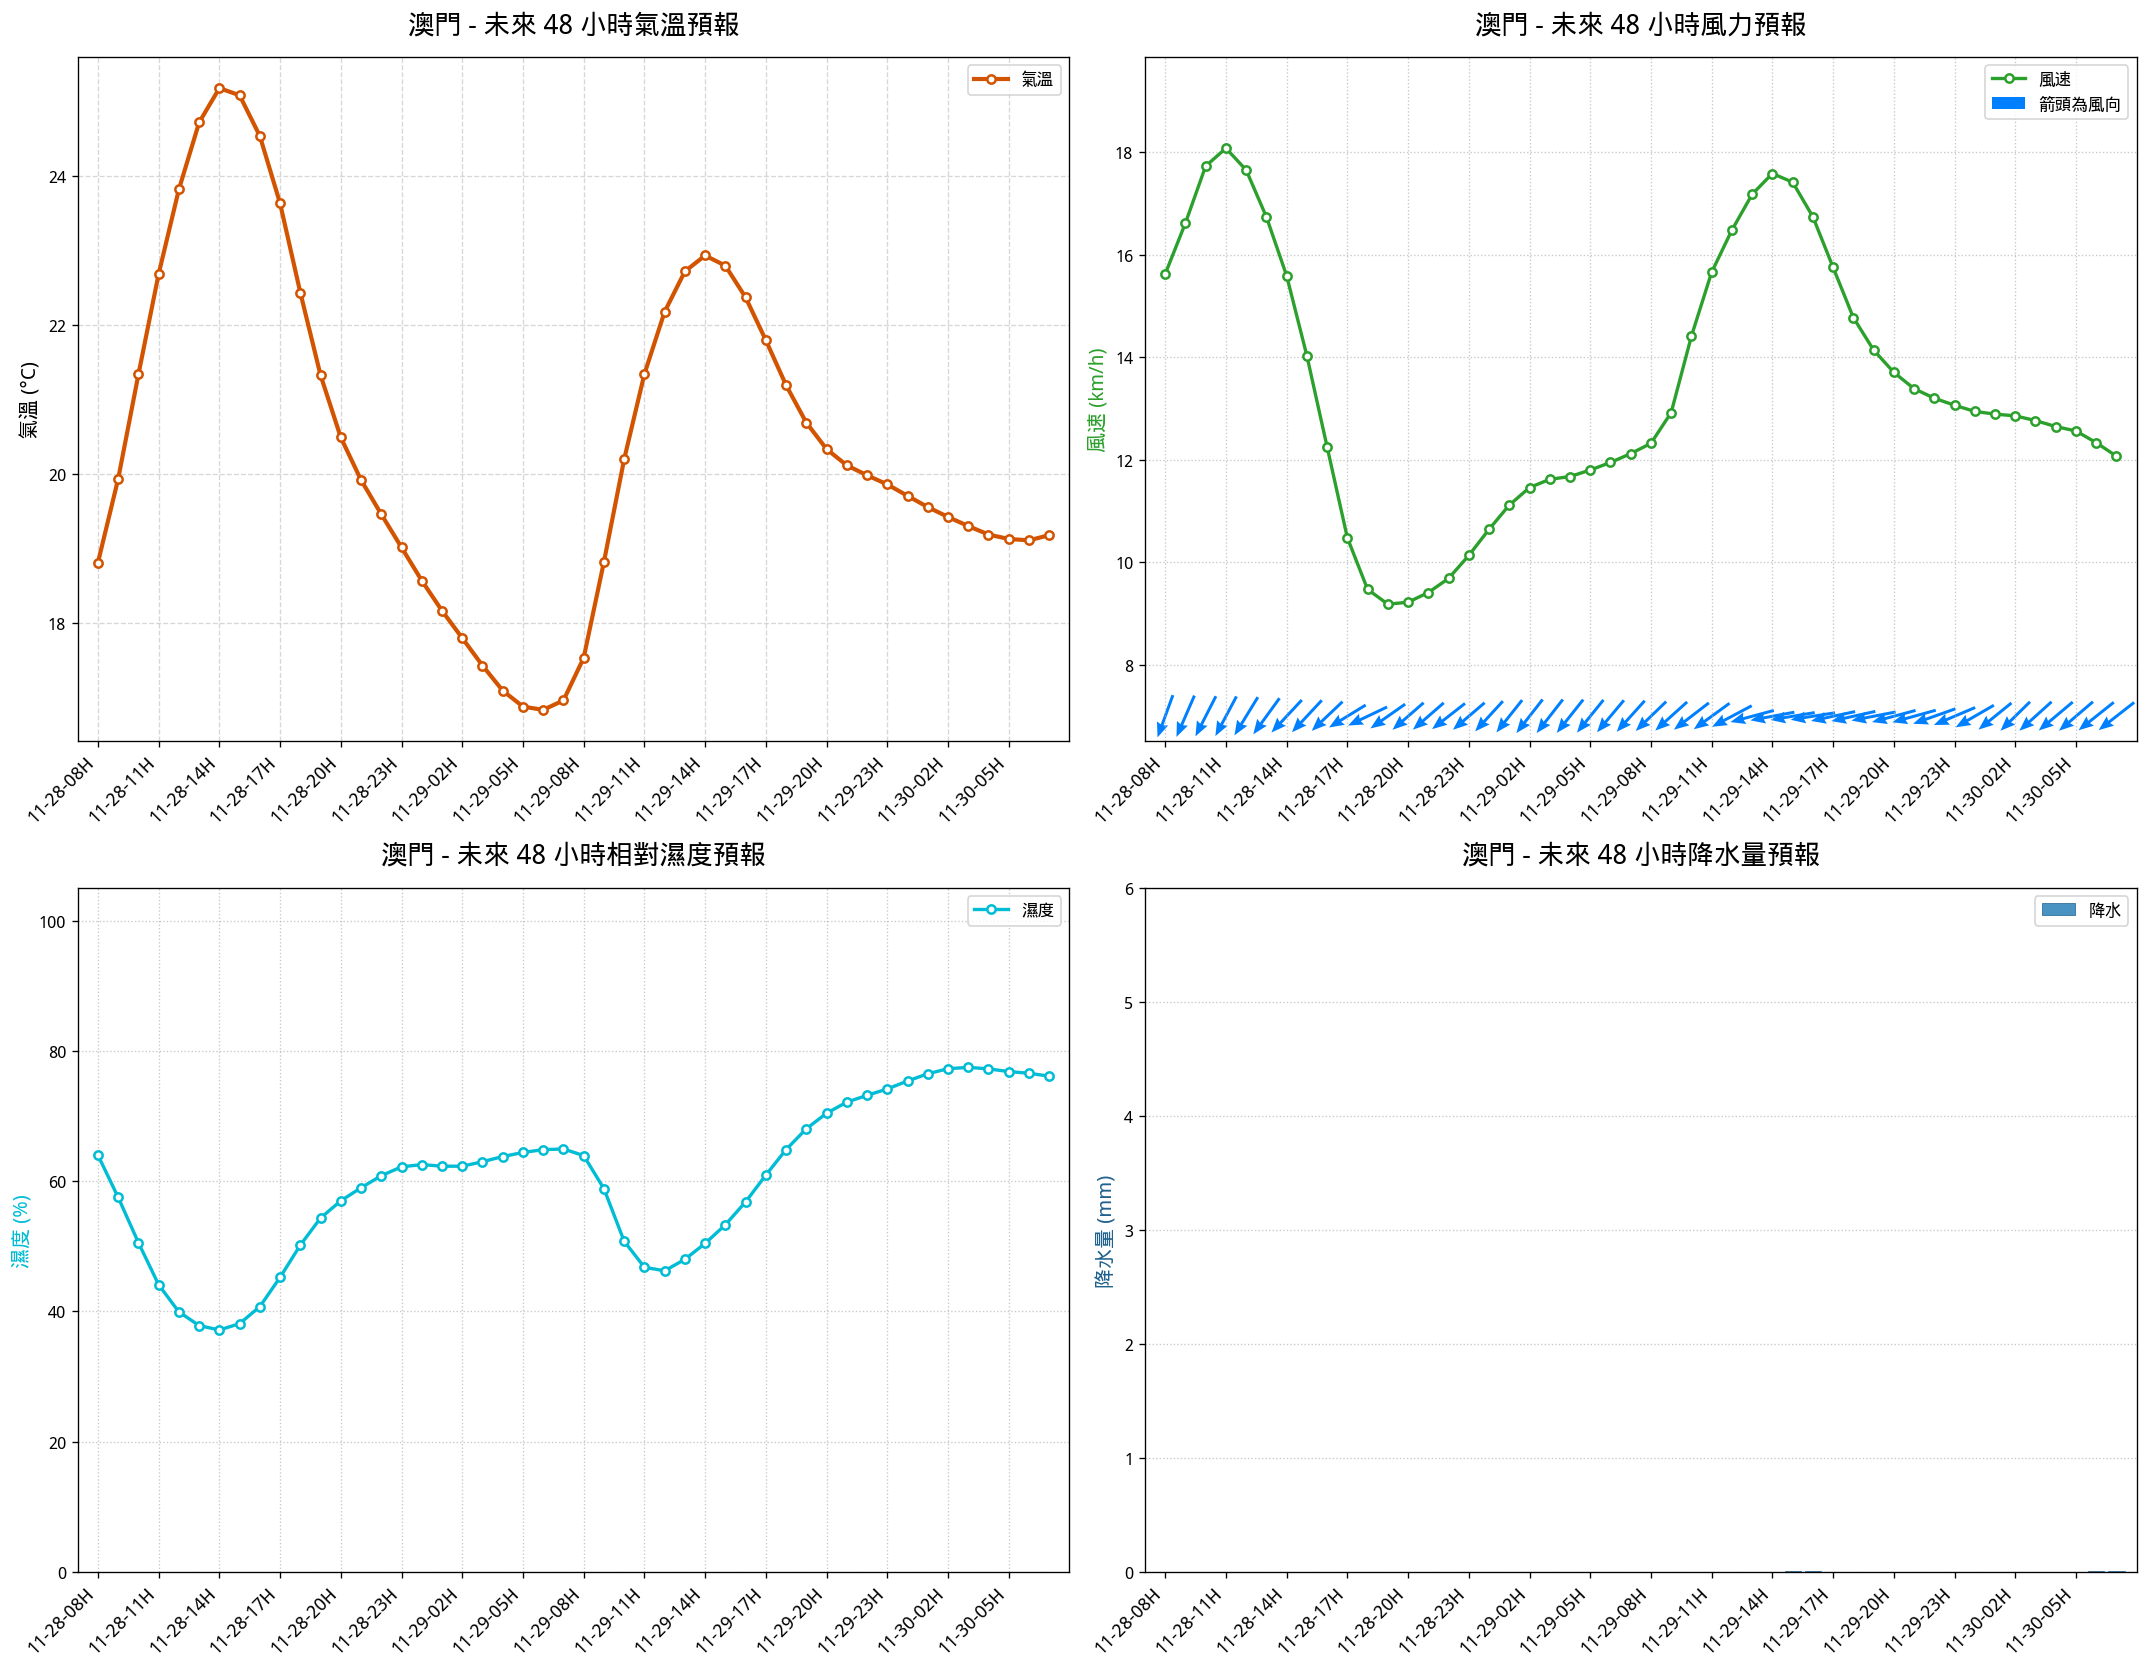 澳門 - 未來 48 小時氣溫預報
氣溫
氣溫 (°C)
24
22
20
18
11-28-08H
11-28-11H
11-28-14H
11-28-17H
11-28-20H
11-28-23H
11-29-02H
11-29-05H
11-29-08H
11-29-11H
11-29-14H
11-29-17H
11-29-20H
11-29-23H
11-30-02H
11-30-05H
澳門 - 未來 48 小時風力預報
風速
箭頭為風向
風速 (km/h)
18
16
14
12
10
8
11-28-08H
11-28-11H
11-28-14H
11-28-17H
11-28-20H
11-28-23H
11-29-02H
11-29-05H
11-29-08H
11-29-11H
11-29-14H
11-29-17H
11-29-20H
11-29-23H
11-30-02H
11-30-05H
澳門 - 未來 48 小時相對濕度預報
濕度
濕度 (%)
100
80
60
40
20
0
11-28-08H
11-28-11H
11-28-14H
11-28-17H
11-28-20H
11-28-23H
11-29-02H
11-29-05H
11-29-08H
11-29-11H
11-29-14H
11-29-17H
11-29-20H
11-29-23H
11-30-02H
11-30-05H
澳門 - 未來 48 小時降水量預報
降水
降水量 (mm)
6
5
4
3
2
1
0
11-28-08H
11-28-11H
11-28-14H
11-28-17H
11-28-20H
11-28-23H
11-29-02H
11-29-05H
11-29-08H
11-29-11H
11-29-14H
11-29-17H
11-29-20H
11-29-23H
11-30-02H
11-30-05H